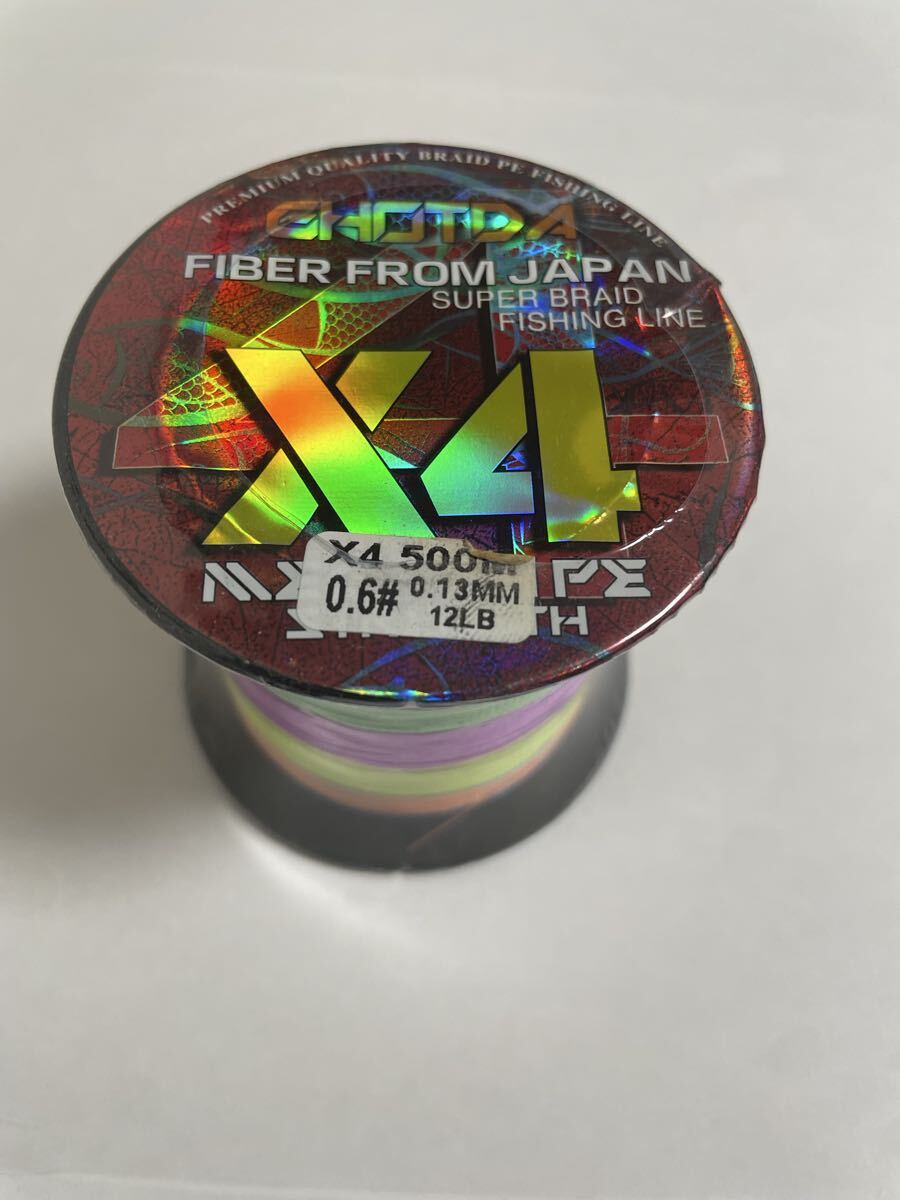 PREMIUM QUALITY BRAID PE FISHING LINE
GHOTDA
FIBER FROM JAPAN
SUPER BRAID
FISHING LINE
X4
X4 500M
0.6# 0.13MM
12LB
PE